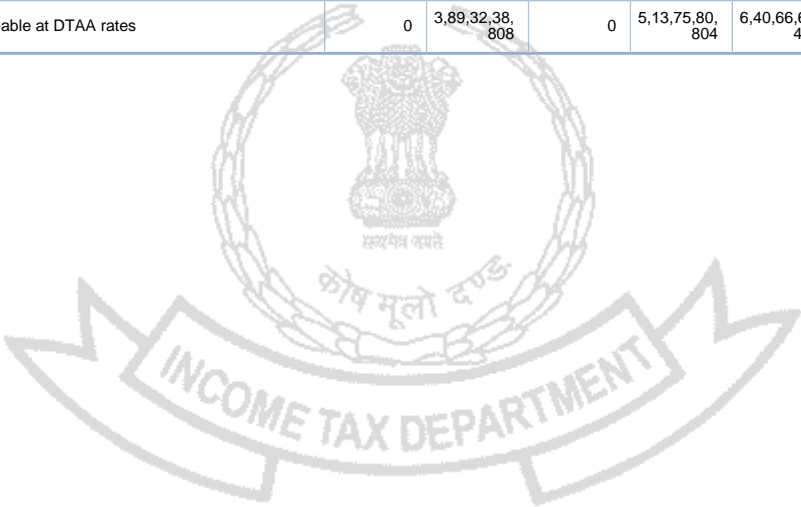 able at DTAA rates 0 3,89,32,38, 0 5,13,75,80, 6,40,66,6
808 804 4
सत्यमेव जयते
कोष मूलो दण्डः
INCOME TAX DEPARTMENT